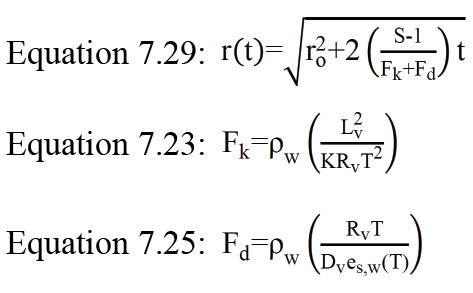 Equation 7.29: r(t)=√(r₀²+2((S-1)/(Fₖ+F_d))t)
Equation 7.23: Fₖ=ρ_w(L_v²/(KR_vT²))
Equation 7.25: F_d=ρ_w(R_vT/(D_ve_s,w(T)))